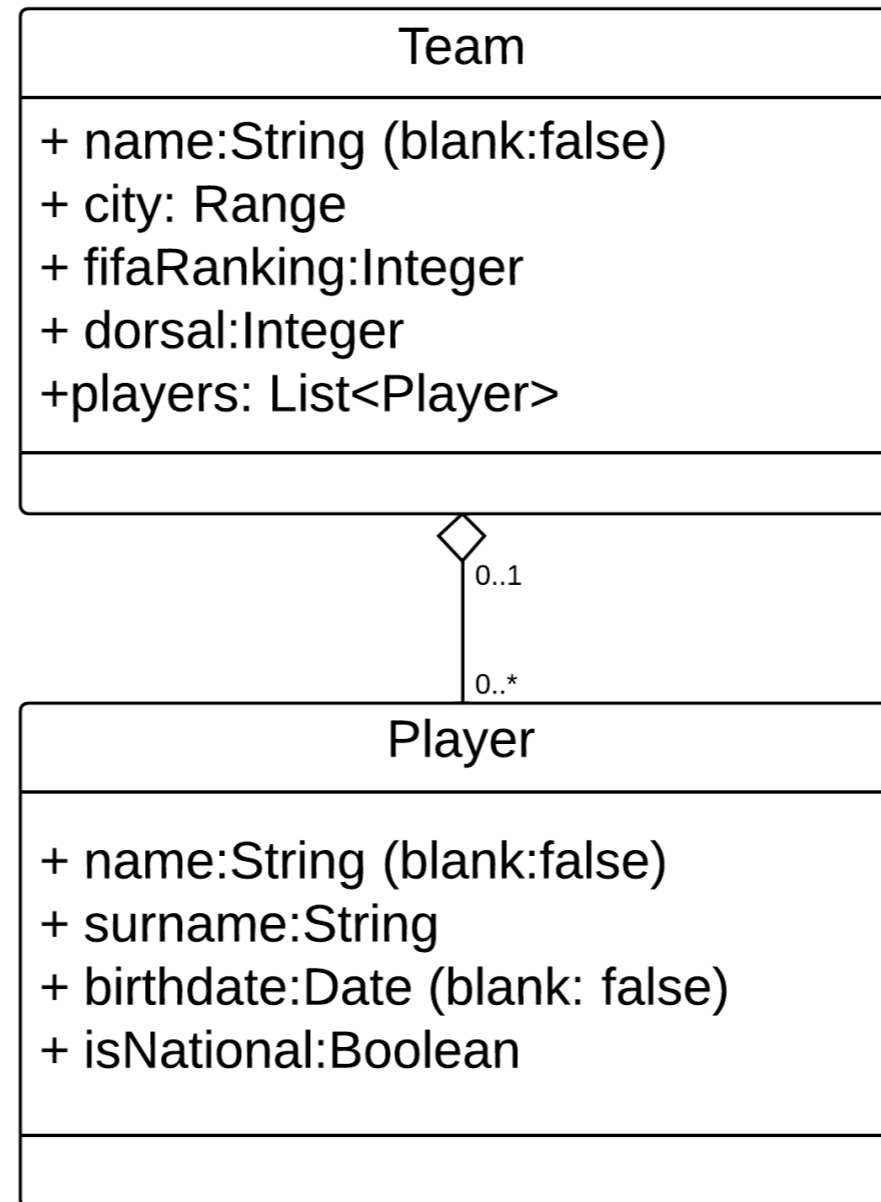 Team
+ name:String (blank:false)
+ city: Range
+ fifaRanking:Integer
+ dorsal:Integer
+players: List<Player>
0..1
0..*
Player
+ name:String (blank:false)
+ surname:String
+ birthdate:Date (blank: false)
+ isNational:Boolean